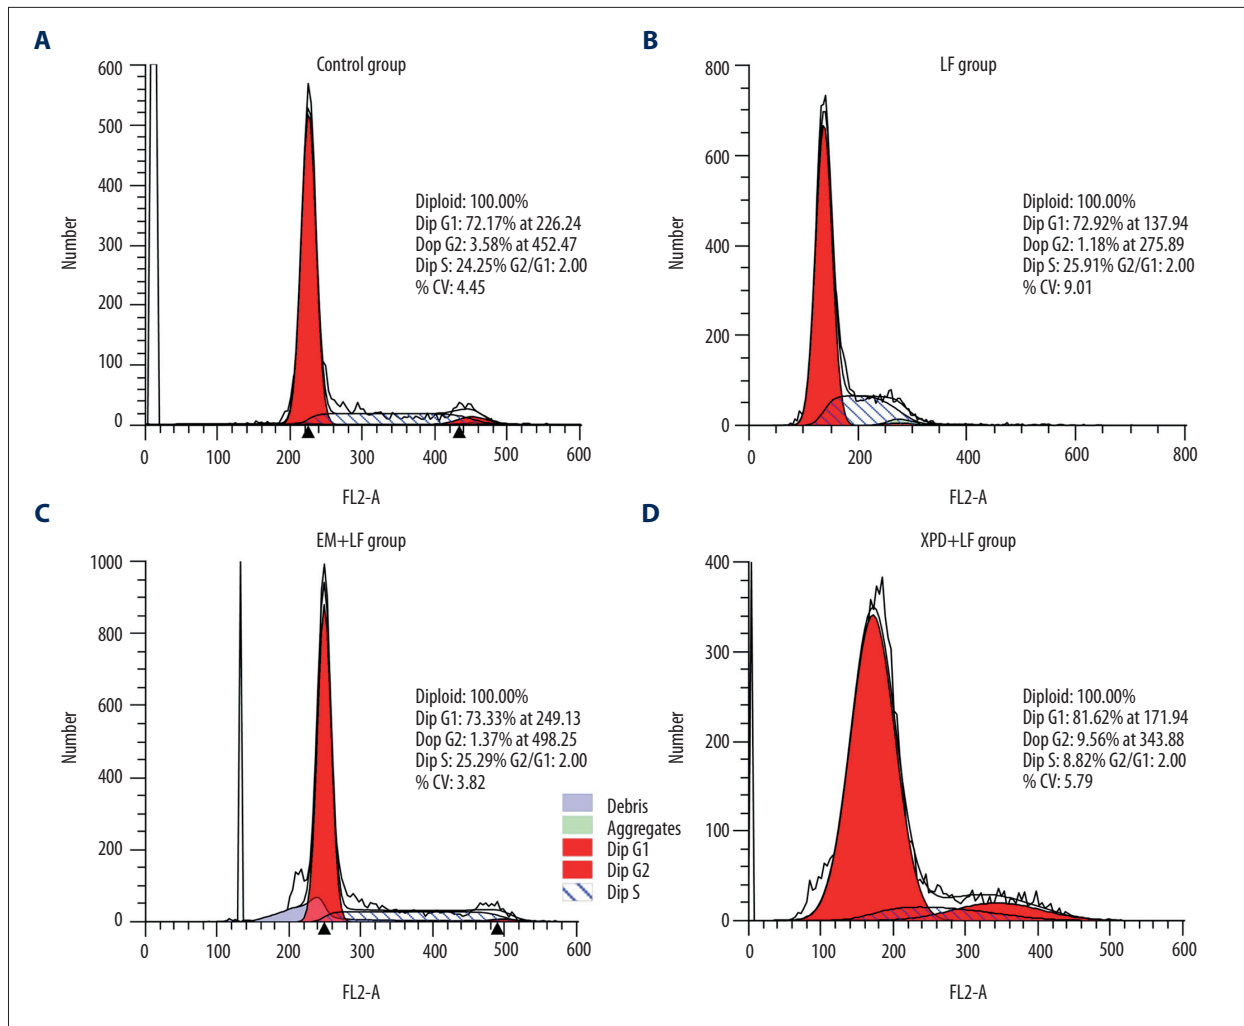 A
Control group
600
500
400
300
200
100
0
Number
Diploid: 100.00%
Dip G1: 72.17% at 226.24
Dop G2: 3.58% at 452.47
Dip S: 24.25% G2/G1: 2.00
% CV: 4.45
0 100 200 300 400 500 600
FL2-A
B
LF group
800
600
400
200
0
Number
Diploid: 100.00%
Dip G1: 72.92% at 137.94
Dop G2: 1.18% at 275.89
Dip S: 25.91% G2/G1: 2.00
% CV: 9.01
0 200 400 600 800
FL2-A
C
EM+LF group
1000
800
600
400
200
0
Number
Diploid: 100.00%
Dip G1: 73.33% at 249.13
Dop G2: 1.37% at 498.25
Dip S: 25.29% G2/G1: 2.00
% CV: 3.82
Debris
Aggregates
Dip G1
Dip G2
Dip S
0 100 200 300 400 500 600
FL2-A
D
XPD+LF group
400
300
200
100
0
Number
Diploid: 100.00%
Dip G1: 81.62% at 171.94
Dop G2: 9.56% at 343.88
Dip S: 8.82% G2/G1: 2.00
% CV: 5.79
0 100 200 300 400 500 600
FL2-A